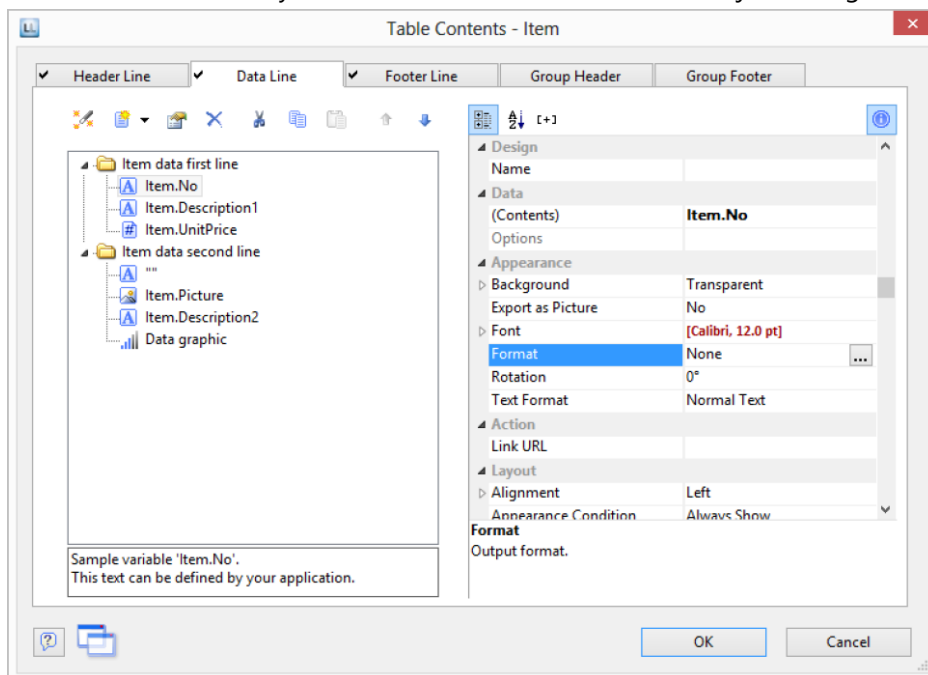 LL
Table Contents - Item
Header Line
Data Line
Footer Line
Group Header
Group Footer
[+]
Item data first line
Item.No
Item.Description1
Item.UnitPrice
Item data second line
""
Item.Picture
Item.Description2
Data graphic
Sample variable 'Item.No'.
This text can be defined by your application.
Design
Name
Data
(Contents) Item.No
Options
Appearance
Background Transparent
Export as Picture No
Font [Calibri, 12.0 pt]
Format None ...
Rotation 0°
Text Format Normal Text
Action
Link URL
Layout
Alignment Left
Appearance Condition Always Show
Format
Output format.
OK
Cancel